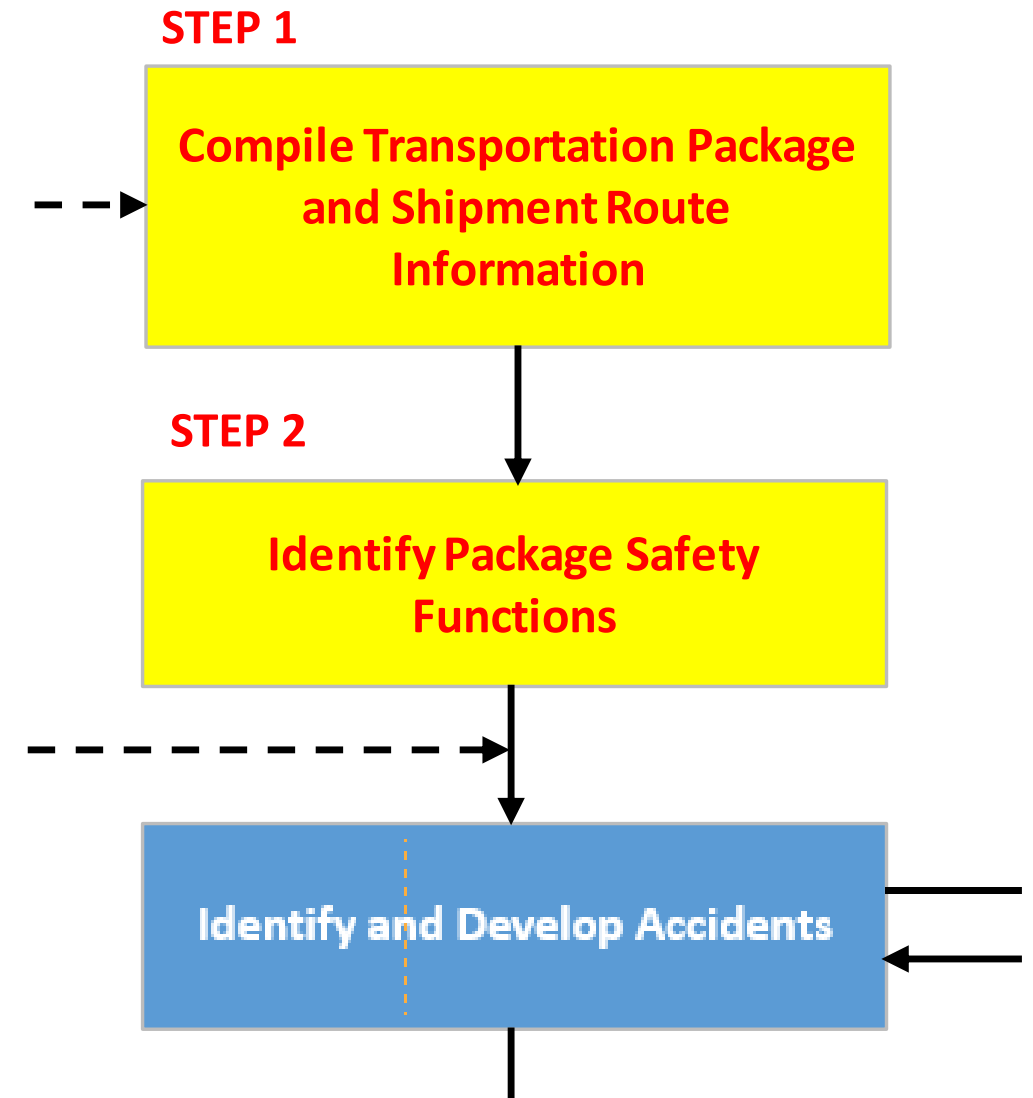 STEP 1
Compile Transportation Package
and Shipment Route
Information
STEP 2
Identify Package Safety
Functions
Identify and Develop Accidents